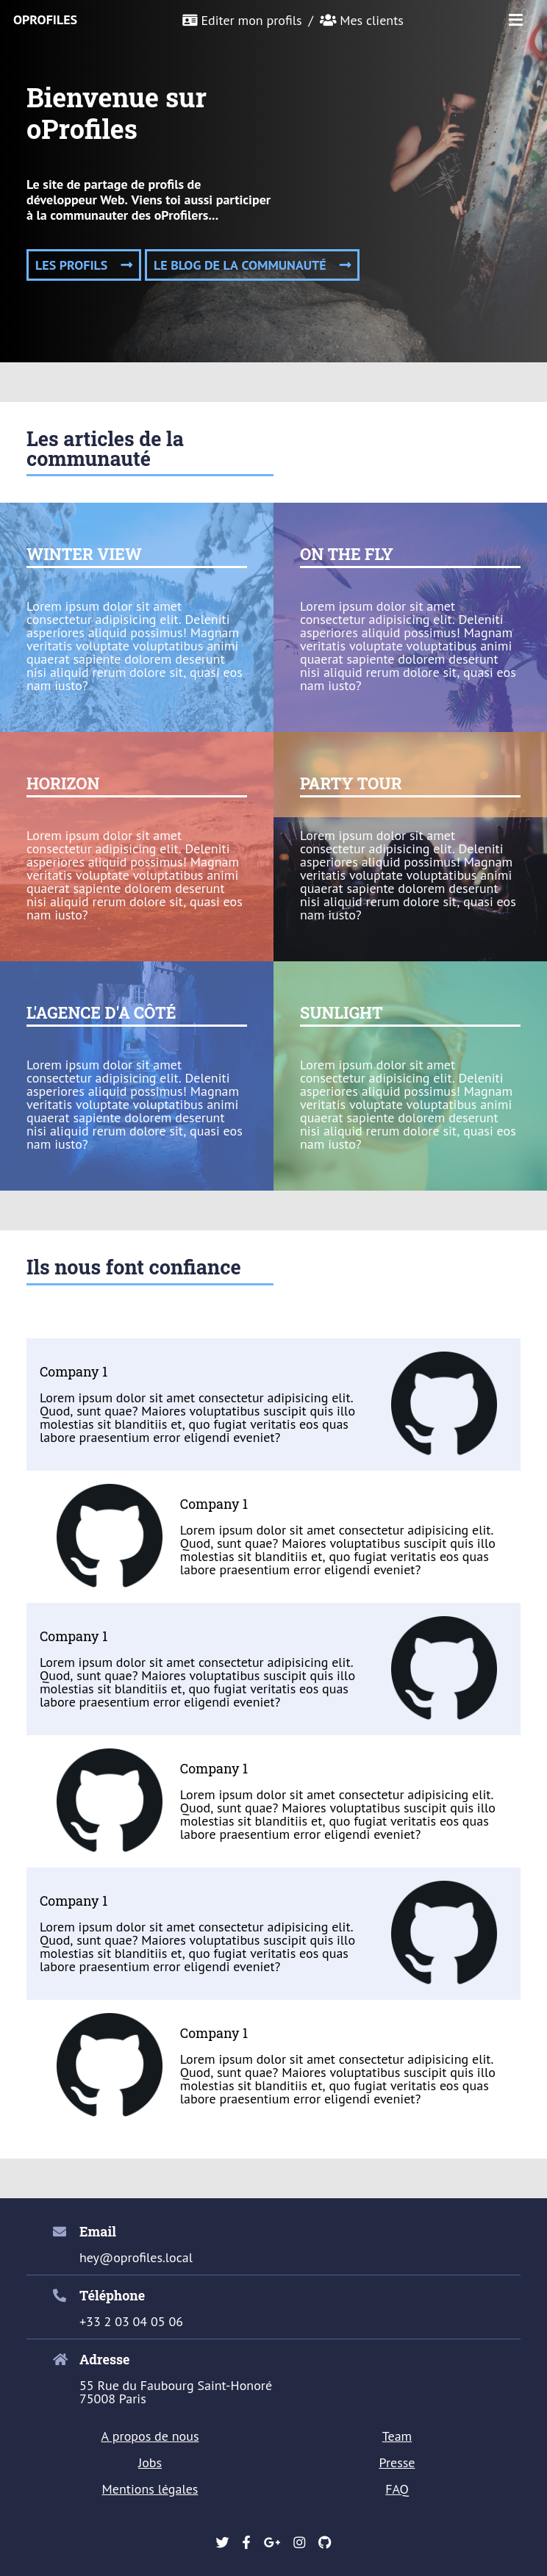 OPROFILES
Editer mon profils / Mes clients
Bienvenue sur
oProfiles
Le site de partage de profils de
développeur Web. Viens toi aussi participer
à la communauter des oProfilers...
LES PROFILS
LE BLOG DE LA COMMUNAUTÉ
Les articles de la
communauté
WINTER VIEW
Lorem ipsum dolor sit amet
consectetur adipisicing elit. Deleniti
asperiores aliquid possimus! Magnam
veritatis voluptate voluptatibus animi
quaerat sapiente dolorem deserunt
nisi aliquid rerum dolore sit, quasi eos
nam iusto?
ON THE FLY
Lorem ipsum dolor sit amet
consectetur adipisicing elit. Deleniti
asperiores aliquid possimus! Magnam
veritatis voluptate voluptatibus animi
quaerat sapiente dolorem deserunt
nisi aliquid rerum dolore sit, quasi eos
nam iusto?
HORIZON
Lorem ipsum dolor sit amet
consectetur adipisicing elit. Deleniti
asperiores aliquid possimus! Magnam
veritatis voluptate voluptatibus animi
quaerat sapiente dolorem deserunt
nisi aliquid rerum dolore sit, quasi eos
nam iusto?
PARTY TOUR
Lorem ipsum dolor sit amet
consectetur adipisicing elit. Deleniti
asperiores aliquid possimus! Magnam
veritatis voluptate voluptatibus animi
quaerat sapiente dolorem deserunt
nisi aliquid rerum dolore sit, quasi eos
nam iusto?
L'AGENCE D'A CÔTÉ
Lorem ipsum dolor sit amet
consectetur adipisicing elit. Deleniti
asperiores aliquid possimus! Magnam
veritatis voluptate voluptatibus animi
quaerat sapiente dolorem deserunt
nisi aliquid rerum dolore sit, quasi eos
nam iusto?
SUNLIGHT
Lorem ipsum dolor sit amet
consectetur adipisicing elit. Deleniti
asperiores aliquid possimus! Magnam
veritatis voluptate voluptatibus animi
quaerat sapiente dolorem deserunt
nisi aliquid rerum dolore sit, quasi eos
nam iusto?
Ils nous font confiance
Company 1
Lorem ipsum dolor sit amet consectetur adipisicing elit.
Quod, sunt quae? Maiores voluptatibus suscipit quis illo
molestias sit blanditiis et, quo fugiat veritatis eos quas
labore praesentium error eligendi eveniet?
Company 1
Lorem ipsum dolor sit amet consectetur adipisicing elit.
Quod, sunt quae? Maiores voluptatibus suscipit quis illo
molestias sit blanditiis et, quo fugiat veritatis eos quas
labore praesentium error eligendi eveniet?
Company 1
Lorem ipsum dolor sit amet consectetur adipisicing elit.
Quod, sunt quae? Maiores voluptatibus suscipit quis illo
molestias sit blanditiis et, quo fugiat veritatis eos quas
labore praesentium error eligendi eveniet?
Company 1
Lorem ipsum dolor sit amet consectetur adipisicing elit.
Quod, sunt quae? Maiores voluptatibus suscipit quis illo
molestias sit blanditiis et, quo fugiat veritatis eos quas
labore praesentium error eligendi eveniet?
Company 1
Lorem ipsum dolor sit amet consectetur adipisicing elit.
Quod, sunt quae? Maiores voluptatibus suscipit quis illo
molestias sit blanditiis et, quo fugiat veritatis eos quas
labore praesentium error eligendi eveniet?
Company 1
Lorem ipsum dolor sit amet consectetur adipisicing elit.
Quod, sunt quae? Maiores voluptatibus suscipit quis illo
molestias sit blanditiis et, quo fugiat veritatis eos quas
labore praesentium error eligendi eveniet?
Email
hey@oprofiles.local
Téléphone
+33 2 03 04 05 06
Adresse
55 Rue du Faubourg Saint-Honoré
75008 Paris
A propos de nous
Team
Jobs
Presse
Mentions légales
FAQ